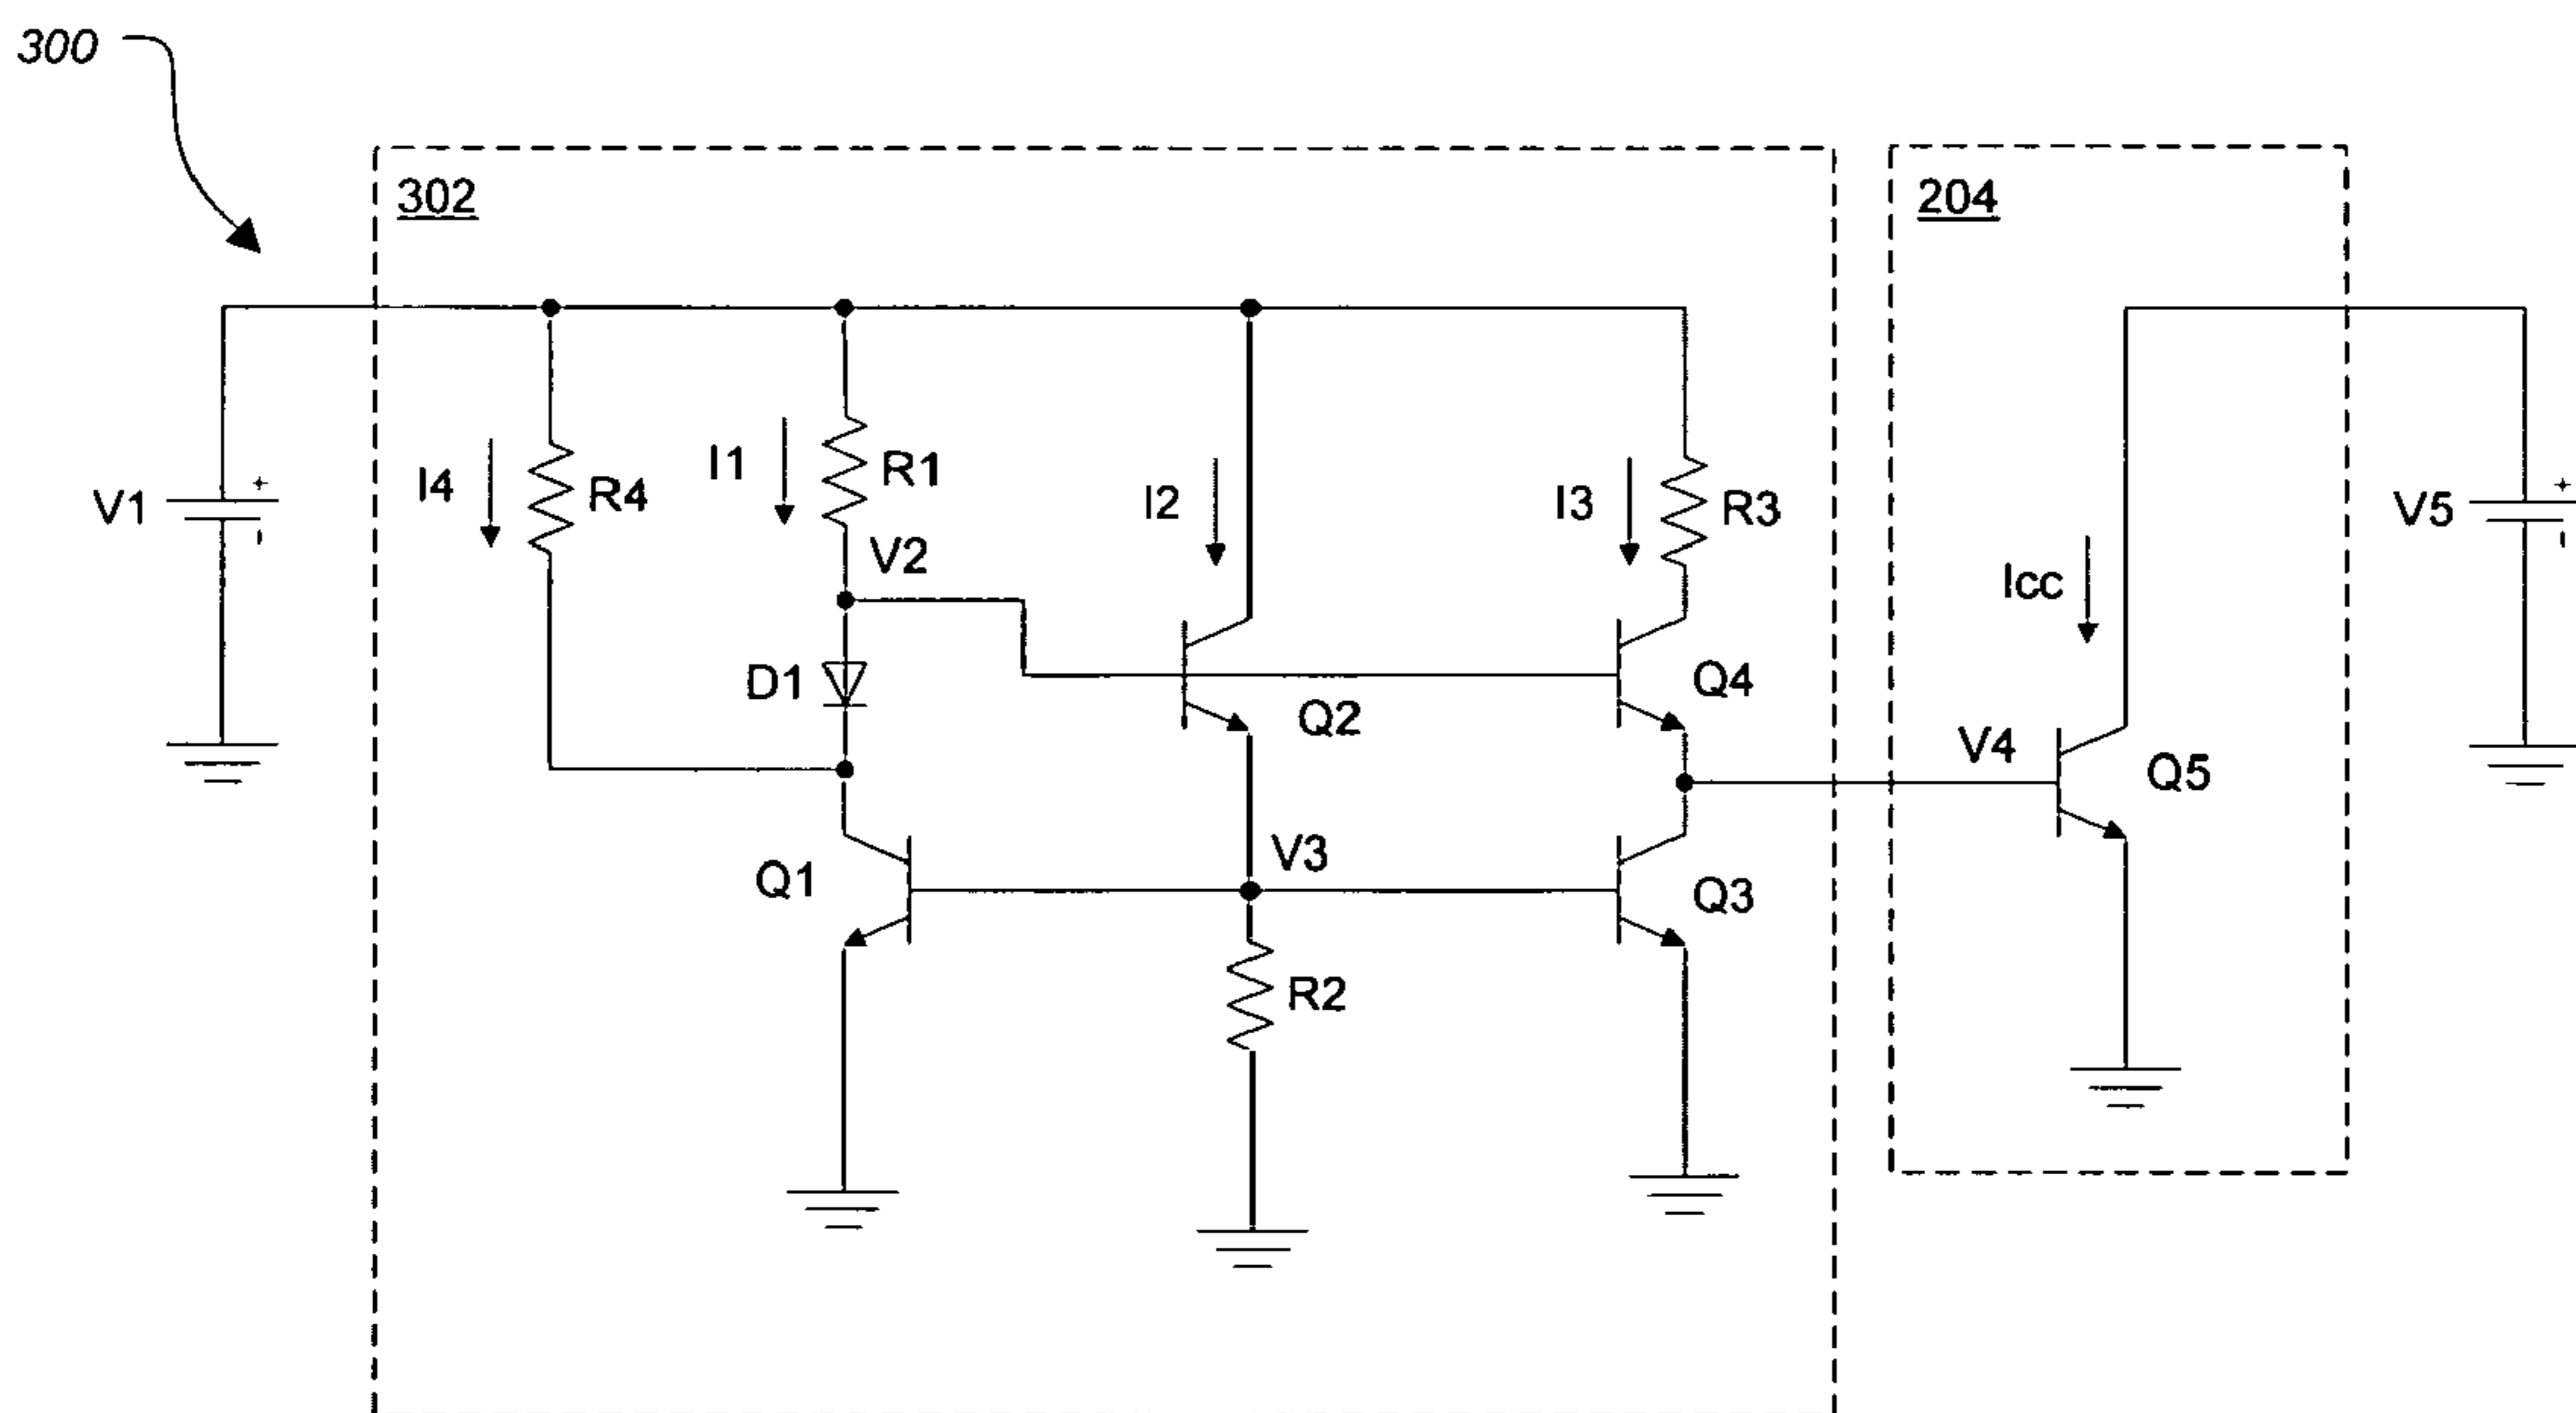 300
302
204
I4
R4
I1
R1
V1
+
-
V2
I2
I3
R3
V5
+
-
Icc
D1
Q2
Q4
V4
Q5
Q1
V3
Q3
R2